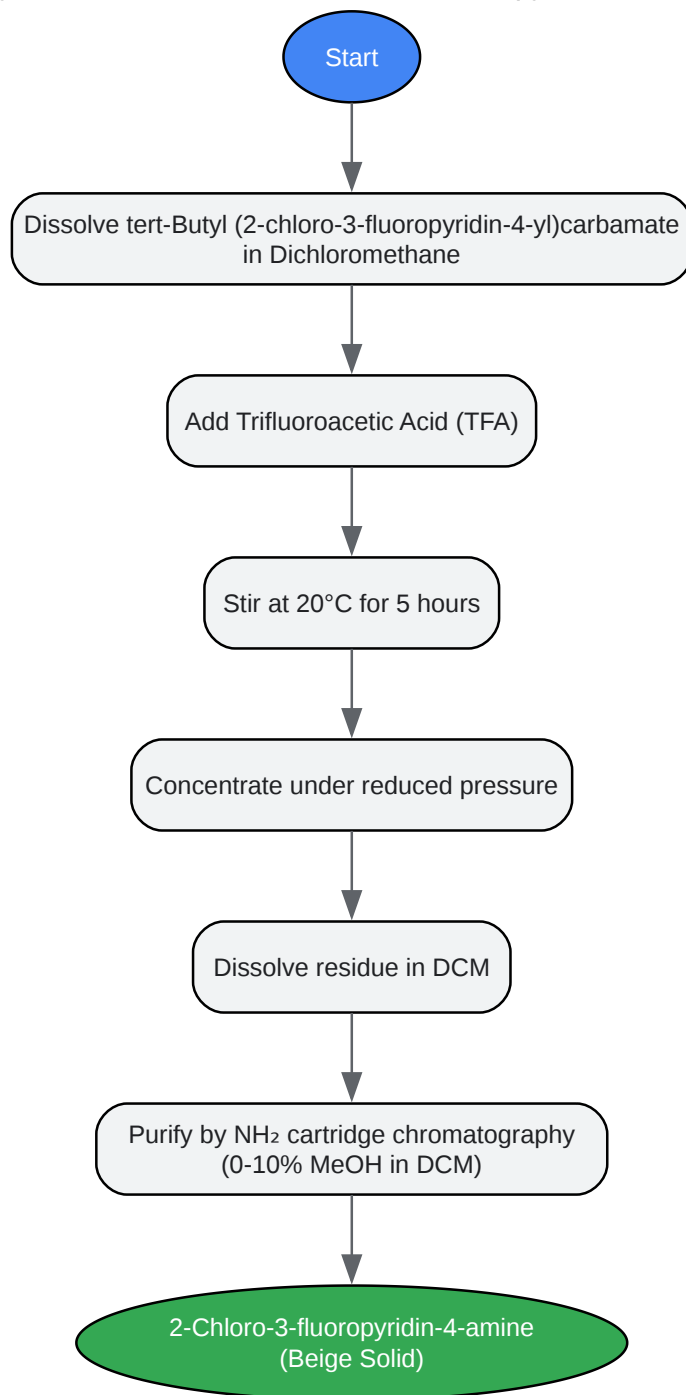 Start
Dissolve tert-Butyl (2-chloro-3-fluoropyridin-4-yl)carbamate
in Dichloromethane
Add Trifluoroacetic Acid (TFA)
Stir at 20°C for 5 hours
Concentrate under reduced pressure
Dissolve residue in DCM
Purify by NH₂ cartridge chromatography
(0-10% MeOH in DCM)
2-Chloro-3-fluoropyridin-4-amine
(Beige Solid)